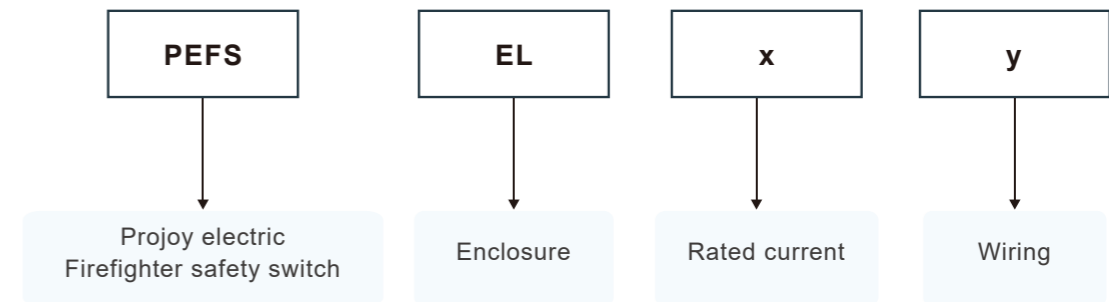 PEFS EL x y
Projoy electric
Firefighter safety switch
Enclosure
Rated current
Wiring